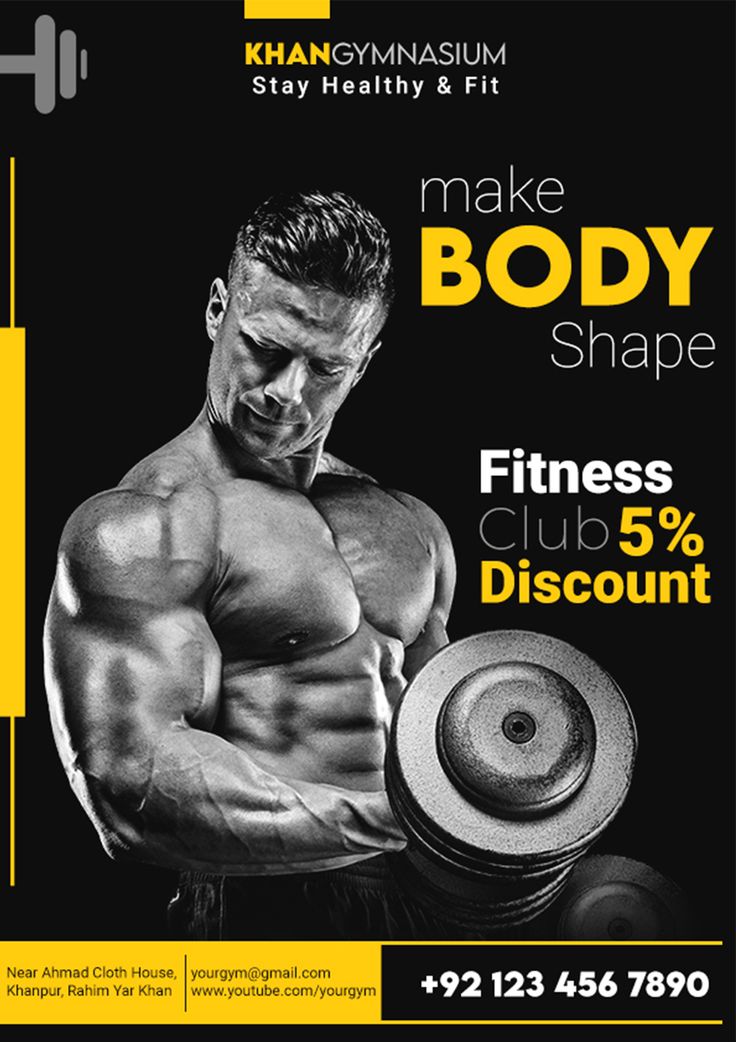 KHANGYMNASIUM
Stay Healthy & Fit
make
BODY
Shape
Fitness
Club 5%
Discount
Near Ahmad Cloth House,
Khanpur, Rahim Yar Khan
yourgym@gmail.com
www.youtube.com/yourgym
+92 123 456 7890